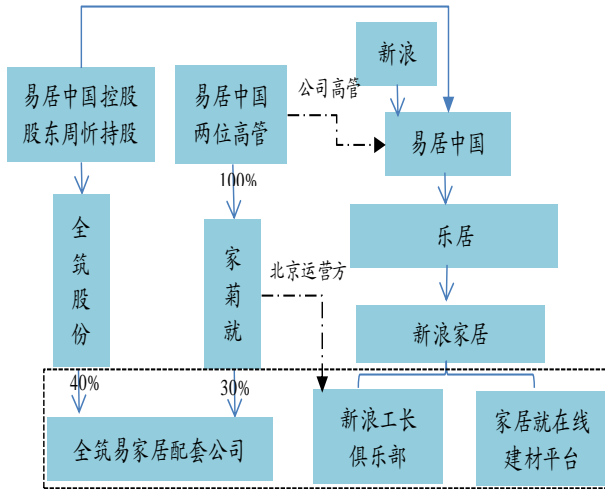 新浪
易居中国控股
股东周忻持股
易居中国
两位高管
公司高管
易居中国
100%
全筑股份
家菊就
北京运营方
乐居
新浪家居
40%
30%
全筑易家居配套公司
新浪工长
俱乐部
家居就在线
建材平台